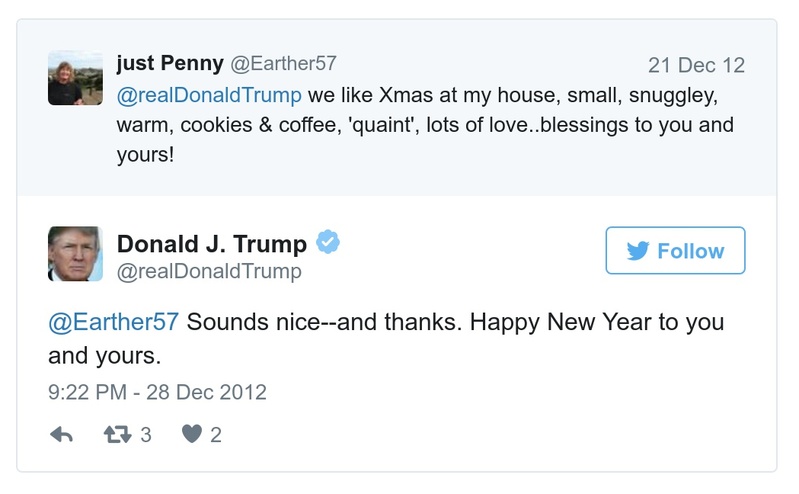 just Penny @Earther57 21 Dec 12
@realDonaldTrump we like Xmas at my house, small, snuggley,
warm, cookies & coffee, 'quaint', lots of love..blessings to you and
yours!
Donald J. Trump
@realDonaldTrump
Follow
@Earther57 Sounds nice--and thanks. Happy New Year to you
and yours.
9:22 PM - 28 Dec 2012
3 2